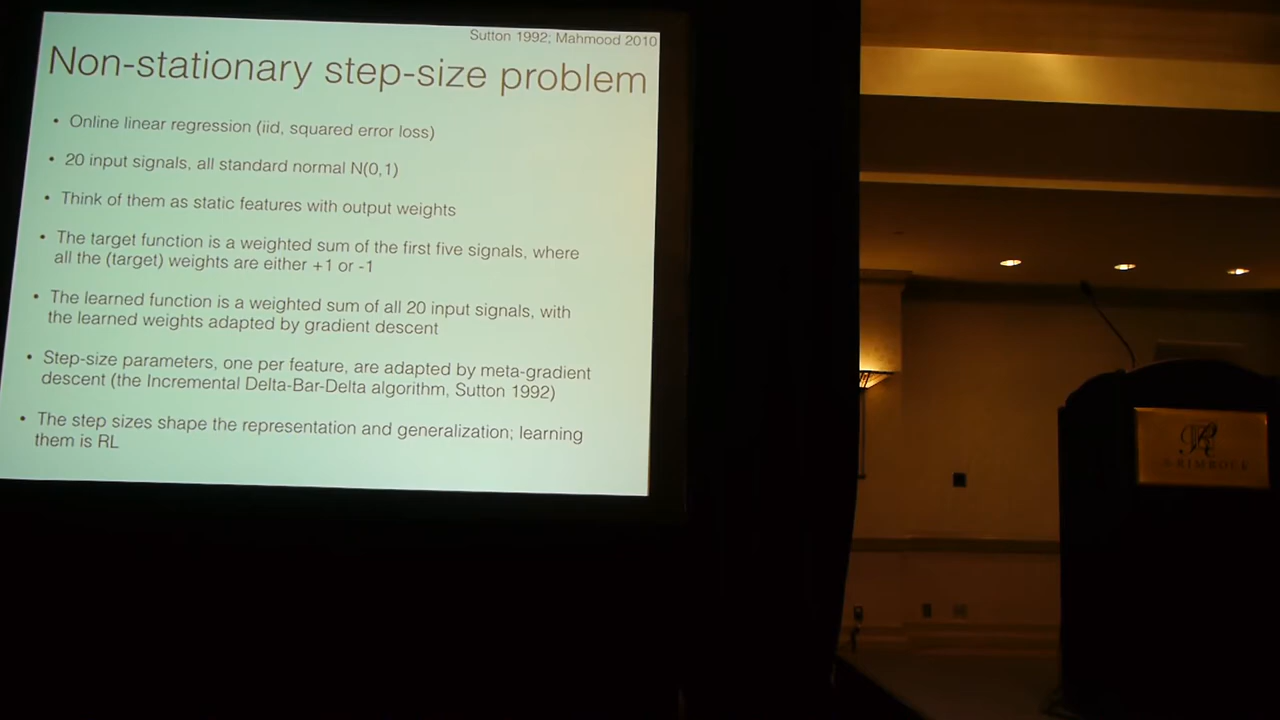 Sutton 1992; Mahmood 2010
Non-stationary step-size problem
• Online linear regression (iid, squared error loss)
• 20 input signals, all standard normal N(0,1)
• Think of them as static features with output weights
• The target function is a weighted sum of the first five signals, where
all the (target) weights are either +1 or -1
• The learned function is a weighted sum of all 20 input signals, with
the learned weights adapted by gradient descent
• Step-size parameters, one per feature, are adapted by meta-gradient
descent (the Incremental Delta-Bar-Delta algorithm, Sutton 1992)
• The step sizes shape the representation and generalization; learning
them is RL